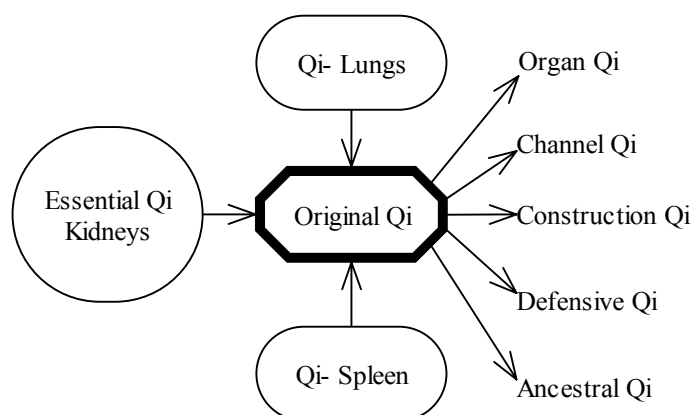 Qi- Lungs
Essential Qi
Kidneys
Original Qi
Qi- Spleen
Organ Qi
Channel Qi
Construction Qi
Defensive Qi
Ancestral Qi